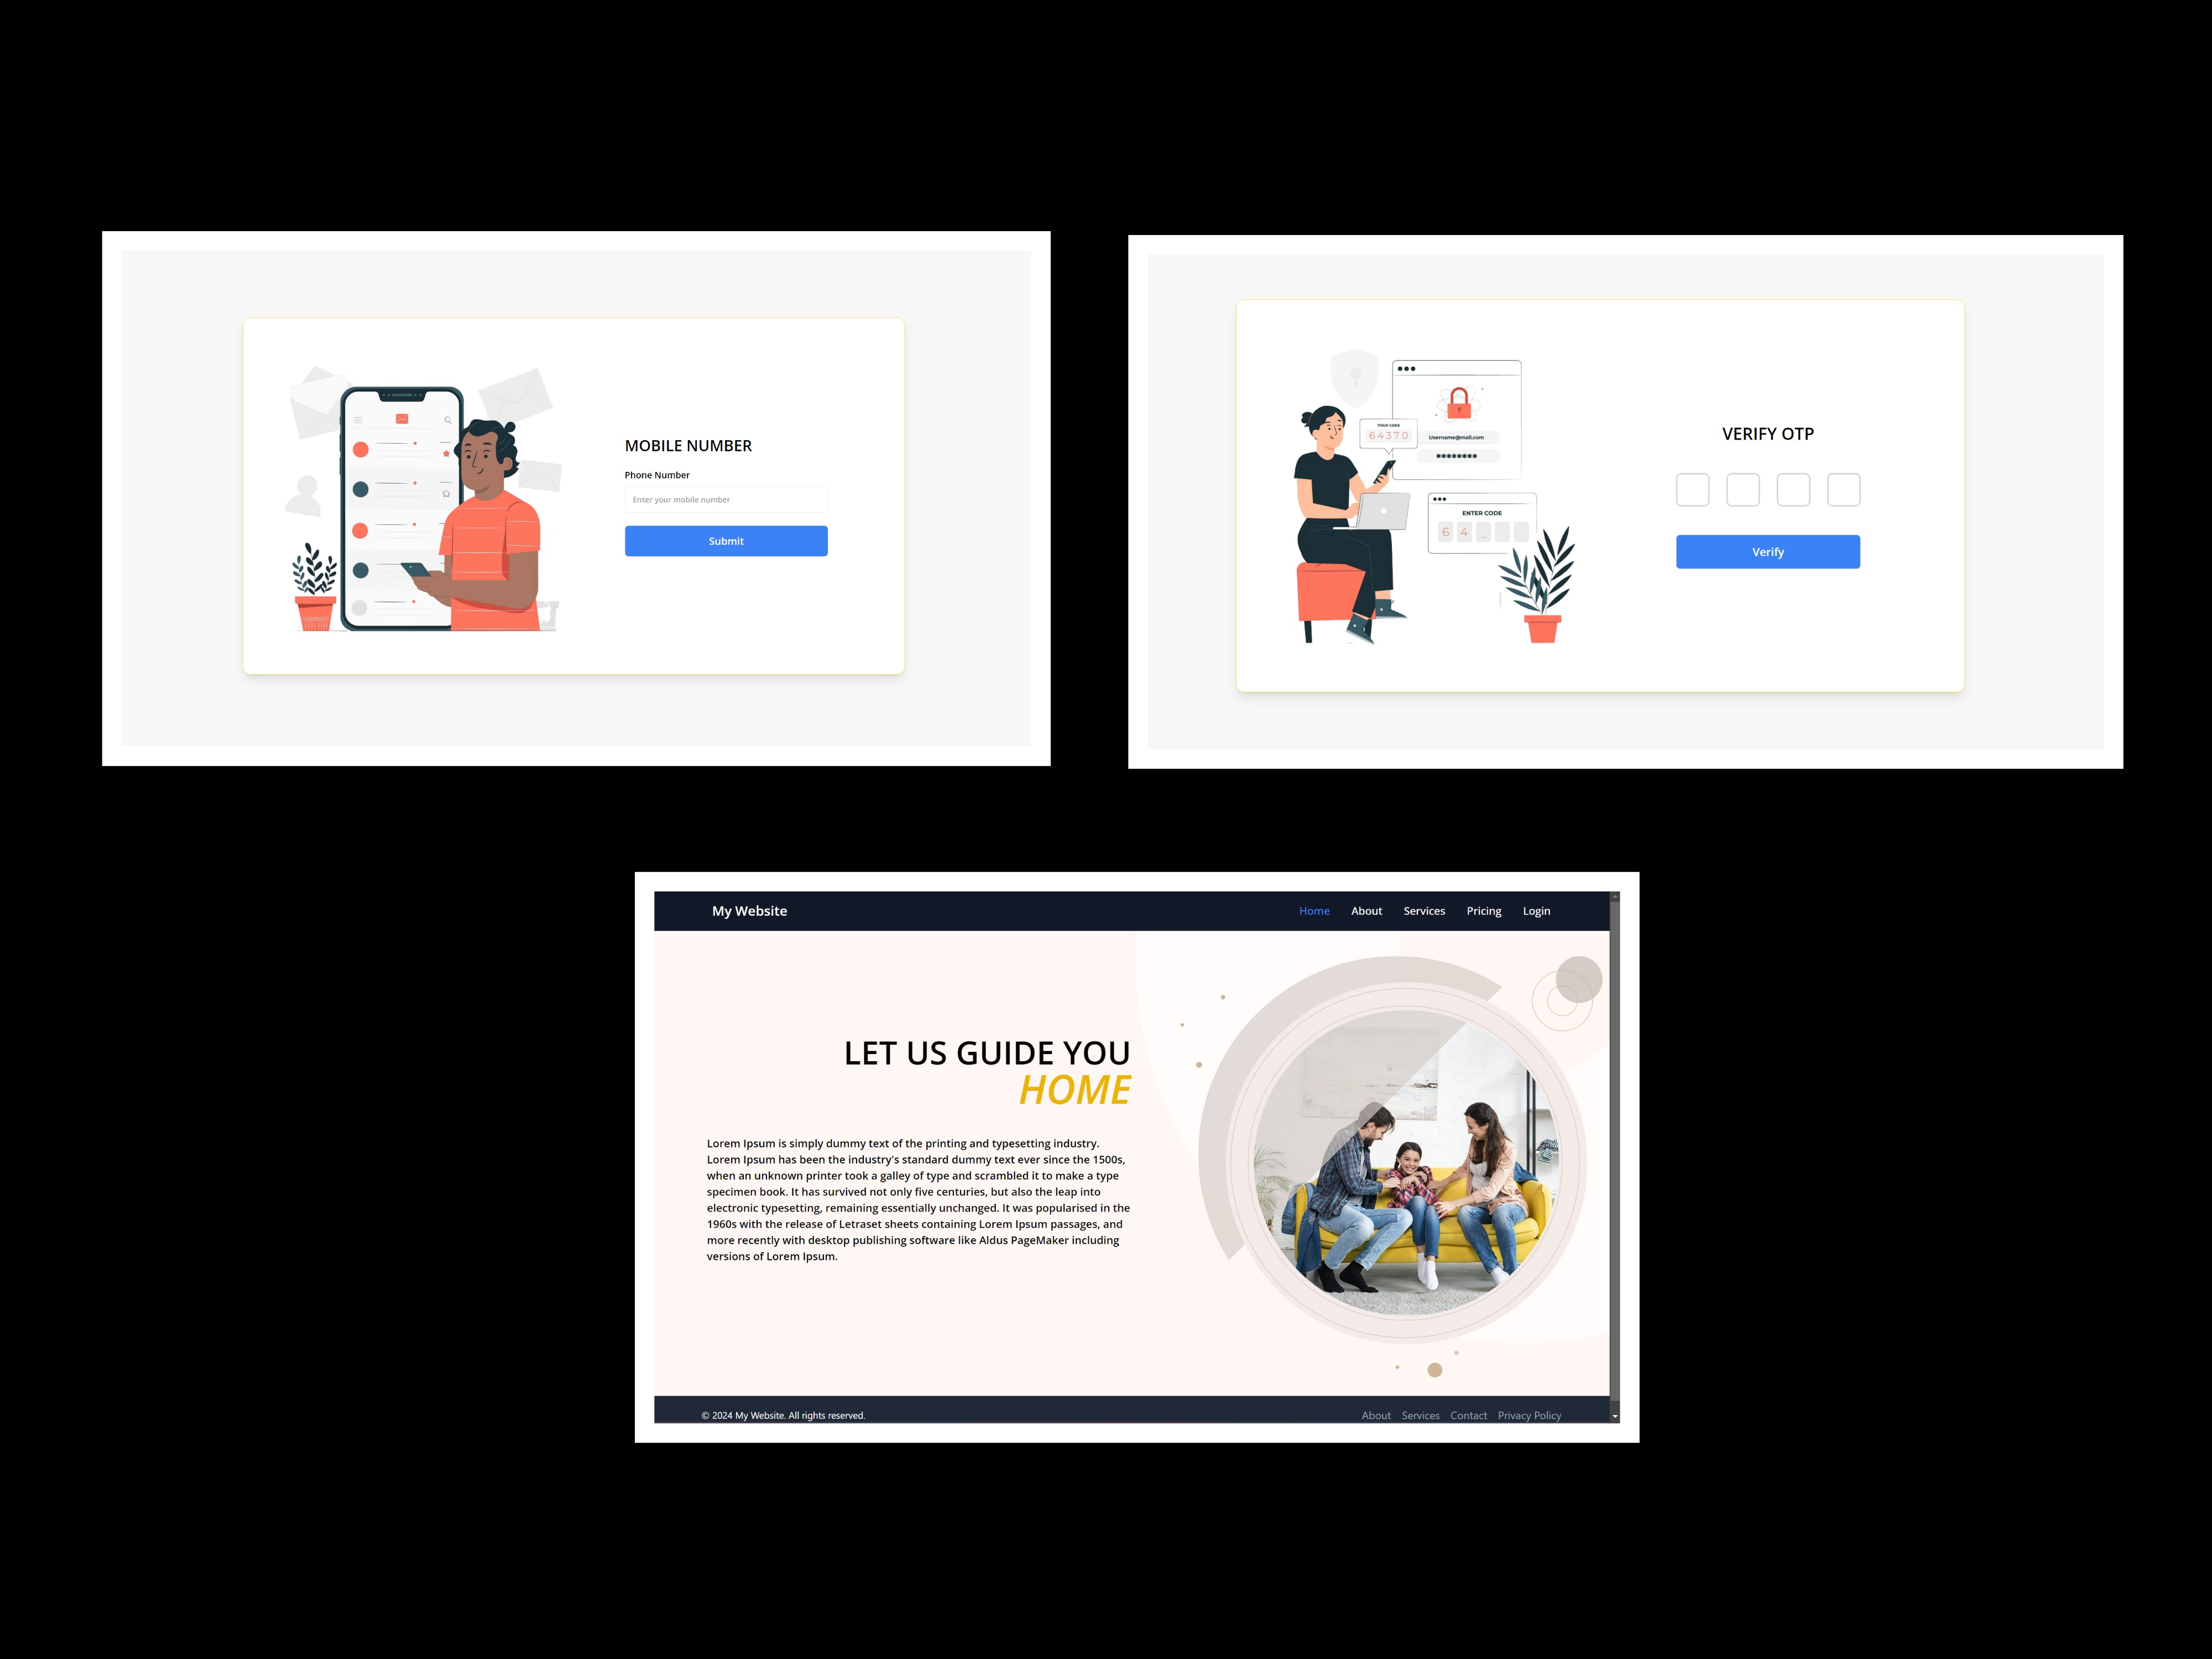 MOBILE NUMBER
Phone Number
Enter your mobile number
Submit
YOUR CODE
64370
Username@mail.com
********
ENTER CODE
6 4 _
VERIFY OTP
Verify
My Website
Home About Services Pricing Login
LET US GUIDE YOU
HOME
Lorem Ipsum is simply dummy text of the printing and typesetting industry.
Lorem Ipsum has been the industry's standard dummy text ever since the 1500s,
when an unknown printer took a galley of type and scrambled it to make a type
specimen book. It has survived not only five centuries, but also the leap into
electronic typesetting, remaining essentially unchanged. It was popularised in the
1960s with the release of Letraset sheets containing Lorem Ipsum passages, and
more recently with desktop publishing software like Aldus PageMaker including
versions of Lorem Ipsum.
© 2024 My Website. All rights reserved.
About Services Contact Privacy Policy